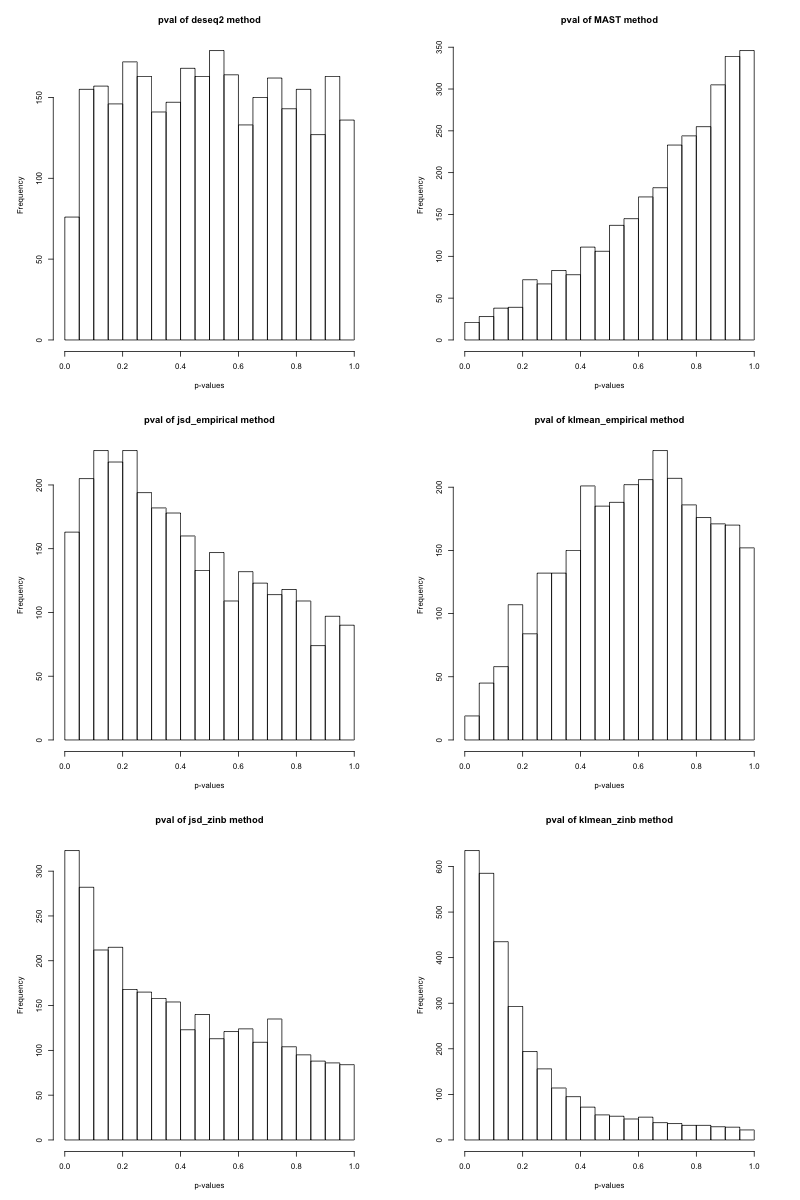 pval of deseq2 method
Frequency
0 50 100 150
0.0 0.2 0.4 0.6 0.8 1.0
p-values
pval of MAST method
Frequency
0 50 100 150 200 250 300 350
0.0 0.2 0.4 0.6 0.8 1.0
p-values
pval of jsd_empirical method
Frequency
0 50 100 150 200
0.0 0.2 0.4 0.6 0.8 1.0
p-values
pval of klmean_empirical method
Frequency
0 50 100 150 200
0.0 0.2 0.4 0.6 0.8 1.0
p-values
pval of jsd_zinb method
Frequency
0 50 100 150 200 250 300
0.0 0.2 0.4 0.6 0.8 1.0
p-values
pval of klmean_zinb method
Frequency
0 100 200 300 400 500 600
0.0 0.2 0.4 0.6 0.8 1.0
p-values